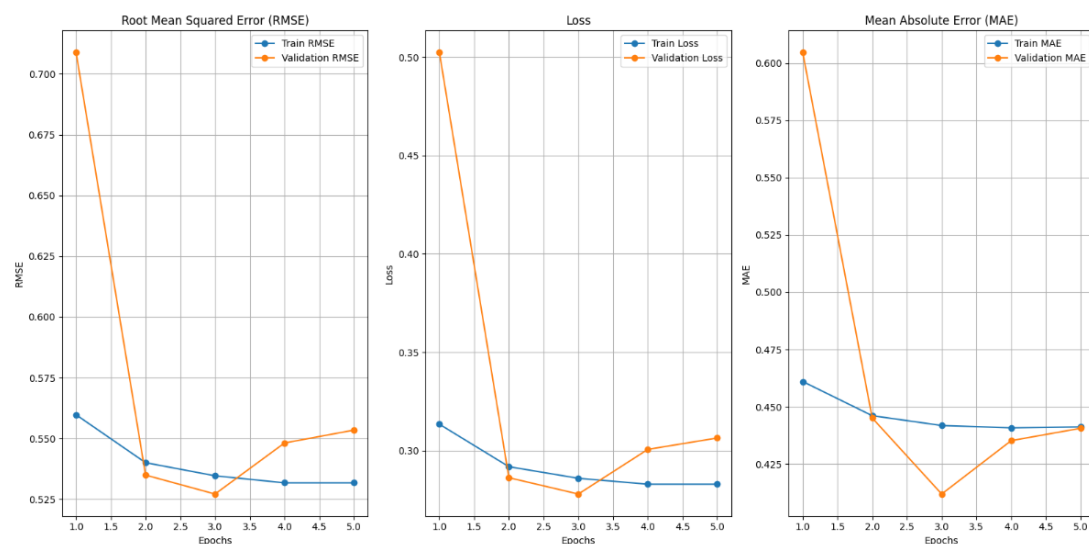 Root Mean Squared Error (RMSE)
Train RMSE
Validation RMSE
0.700
0.675
0.650
0.625
0.600
0.575
0.550
0.525
RMSE
1.0 1.5 2.0 2.5 3.0 3.5 4.0 4.5 5.0
Epochs
Loss
Train Loss
Validation Loss
0.50
0.45
0.40
0.35
0.30
Loss
1.0 1.5 2.0 2.5 3.0 3.5 4.0 4.5 5.0
Epochs
Mean Absolute Error (MAE)
Train MAE
Validation MAE
0.600
0.575
0.550
0.525
0.500
0.475
0.450
0.425
MAE
1.0 1.5 2.0 2.5 3.0 3.5 4.0 4.5 5.0
Epochs